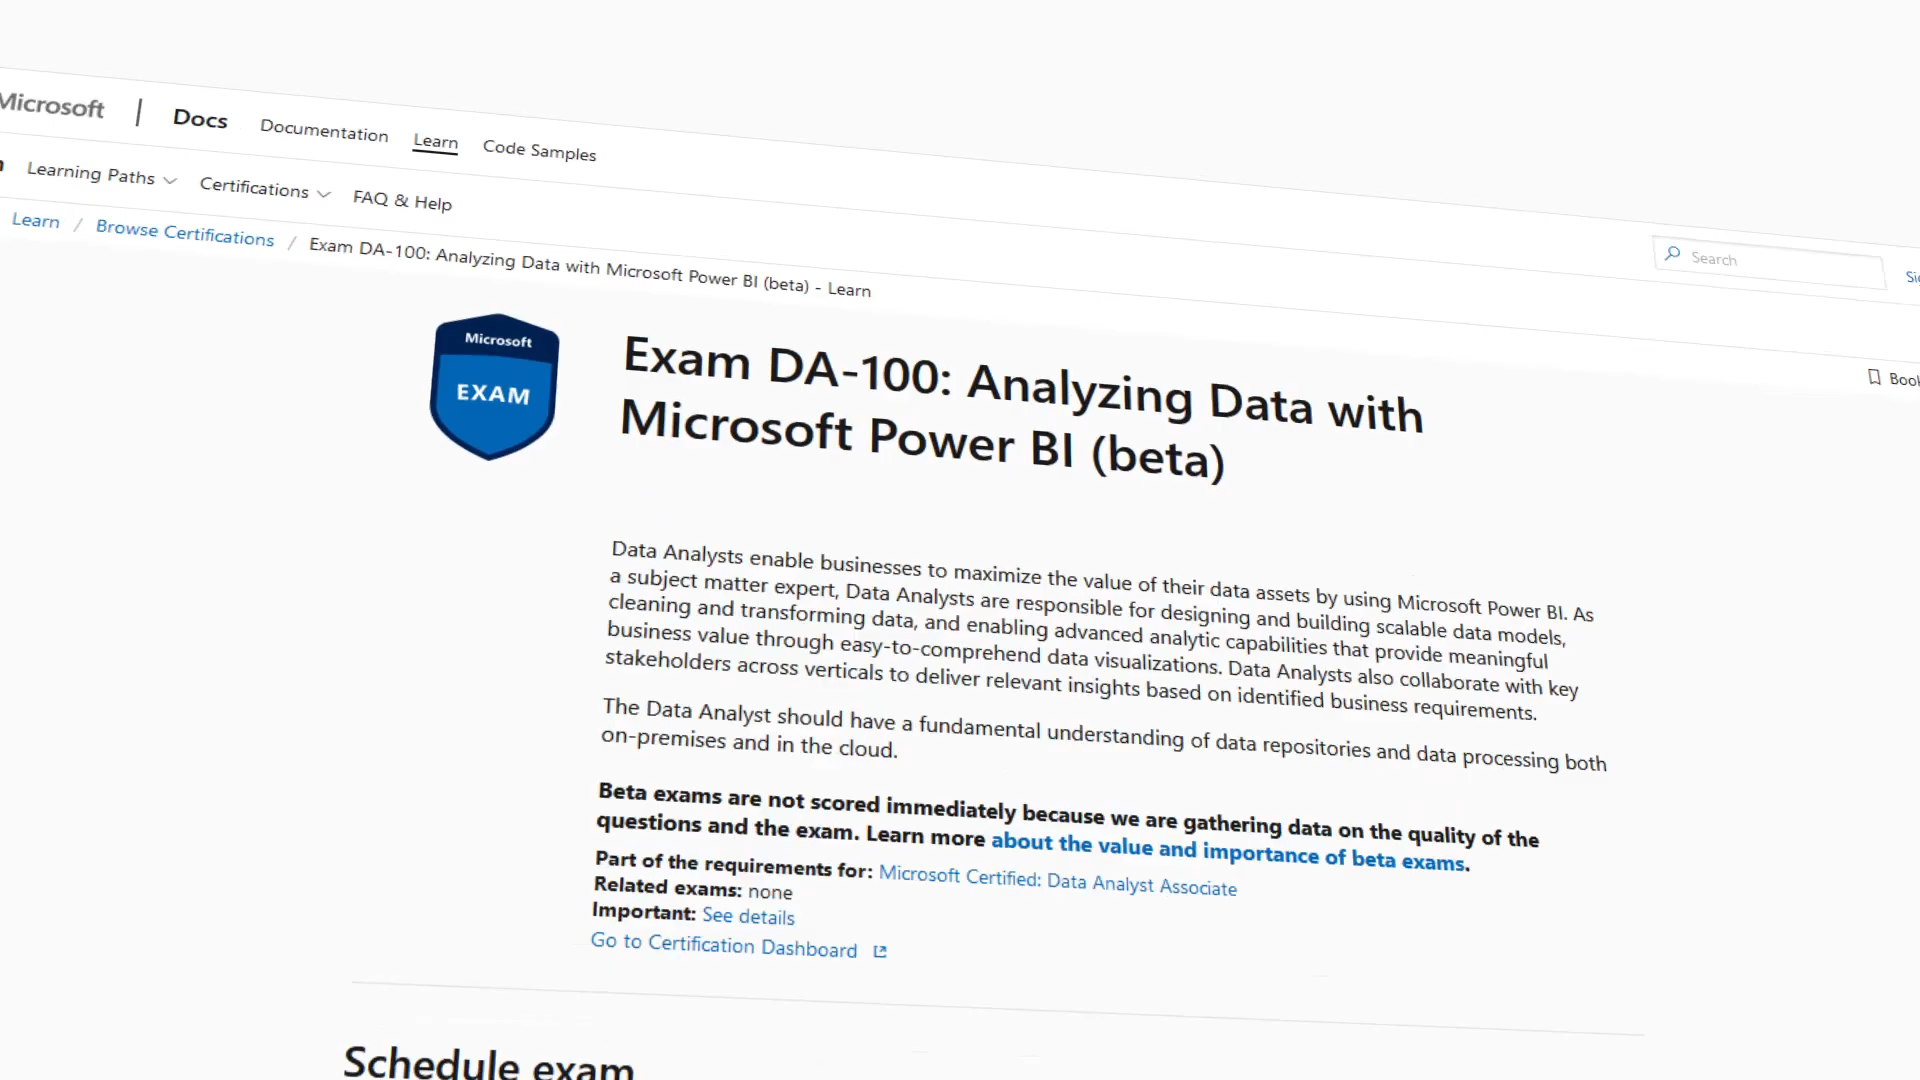 Microsoft | Docs Documentation Learn Code Samples
Learning Paths Certifications FAQ & Help
Search
Learn / Browse Certifications / Exam DA-100: Analyzing Data with Microsoft Power BI (beta) - Learn
Microsoft
EXAM
Exam DA-100: Analyzing Data with
Microsoft Power BI (beta)
Data Analysts enable businesses to maximize the value of their data assets by using Microsoft Power BI. As
a subject matter expert, Data Analysts are responsible for designing and building scalable data models,
cleaning and transforming data, and enabling advanced analytic capabilities that provide meaningful
business value through easy-to-comprehend data visualizations. Data Analysts also collaborate with key
stakeholders across verticals to deliver relevant insights based on identified business requirements.
The Data Analyst should have a fundamental understanding of data repositories and data processing both
on-premises and in the cloud.
Beta exams are not scored immediately because we are gathering data on the quality of the
questions and the exam. Learn more about the value and importance of beta exams.
Part of the requirements for: Microsoft Certified: Data Analyst Associate
Related exams: none
Important: See details
Go to Certification Dashboard
Schedule exam